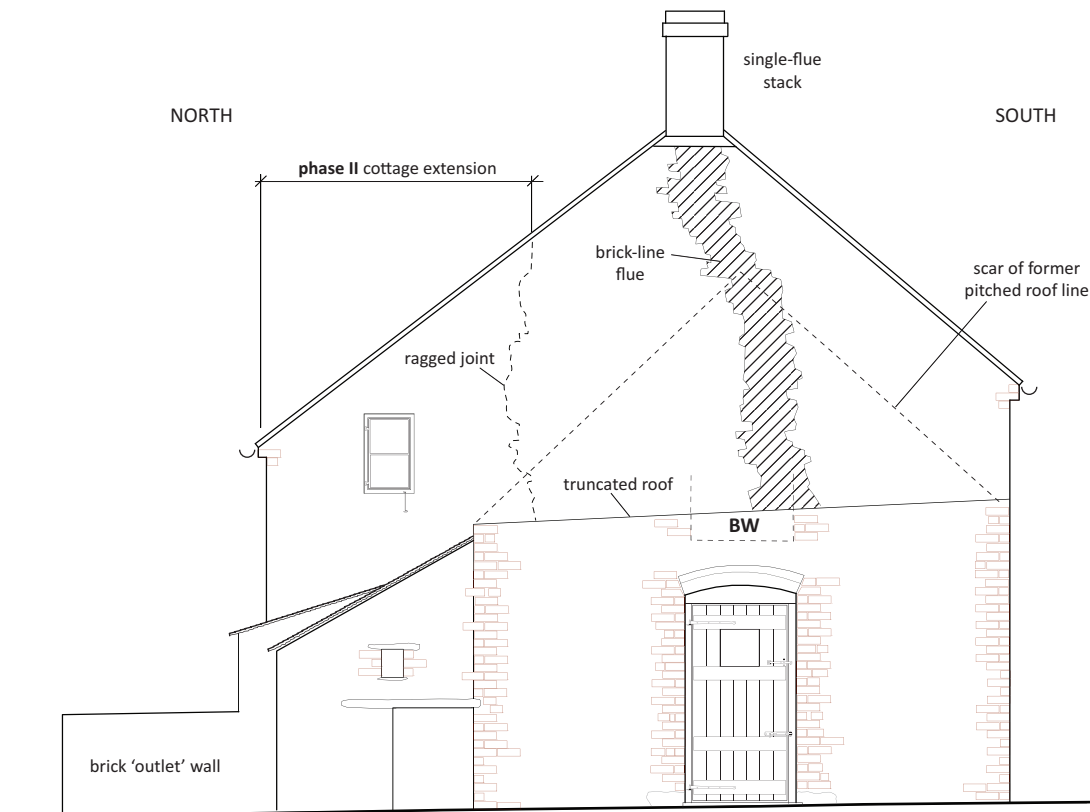 single-flue
stack
NORTH
SOUTH
phase II cottage extension
brick-line
flue
scar of former
pitched roof line
ragged joint
truncated roof
BW
brick ‘outlet’ wall